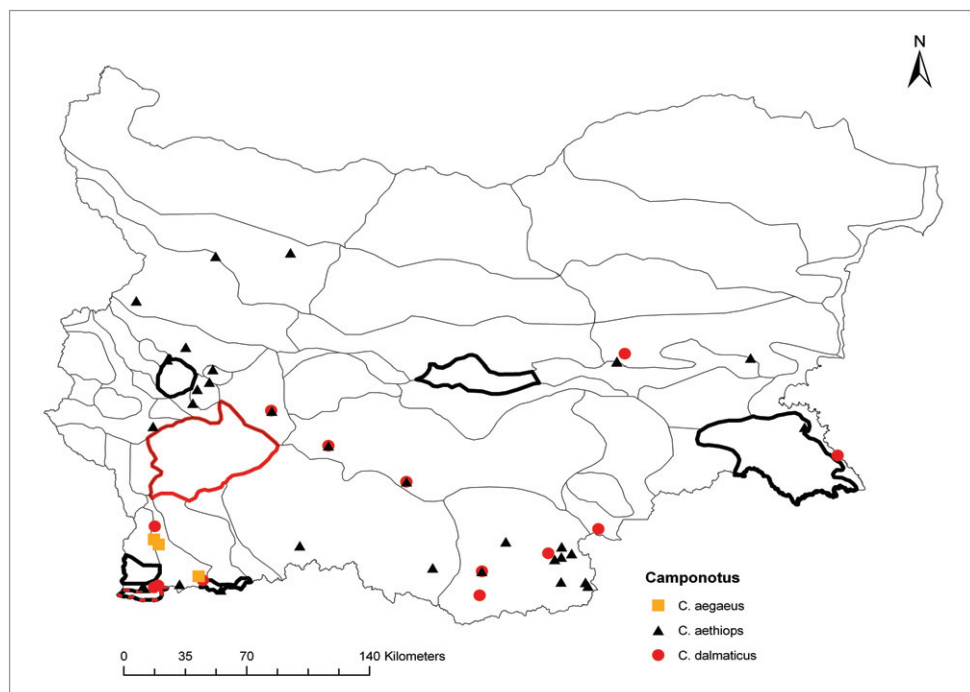 N
Camponotus
C. aegaeus
C. aethiops
C. dalmaticus
0 35 70 140 Kilometers